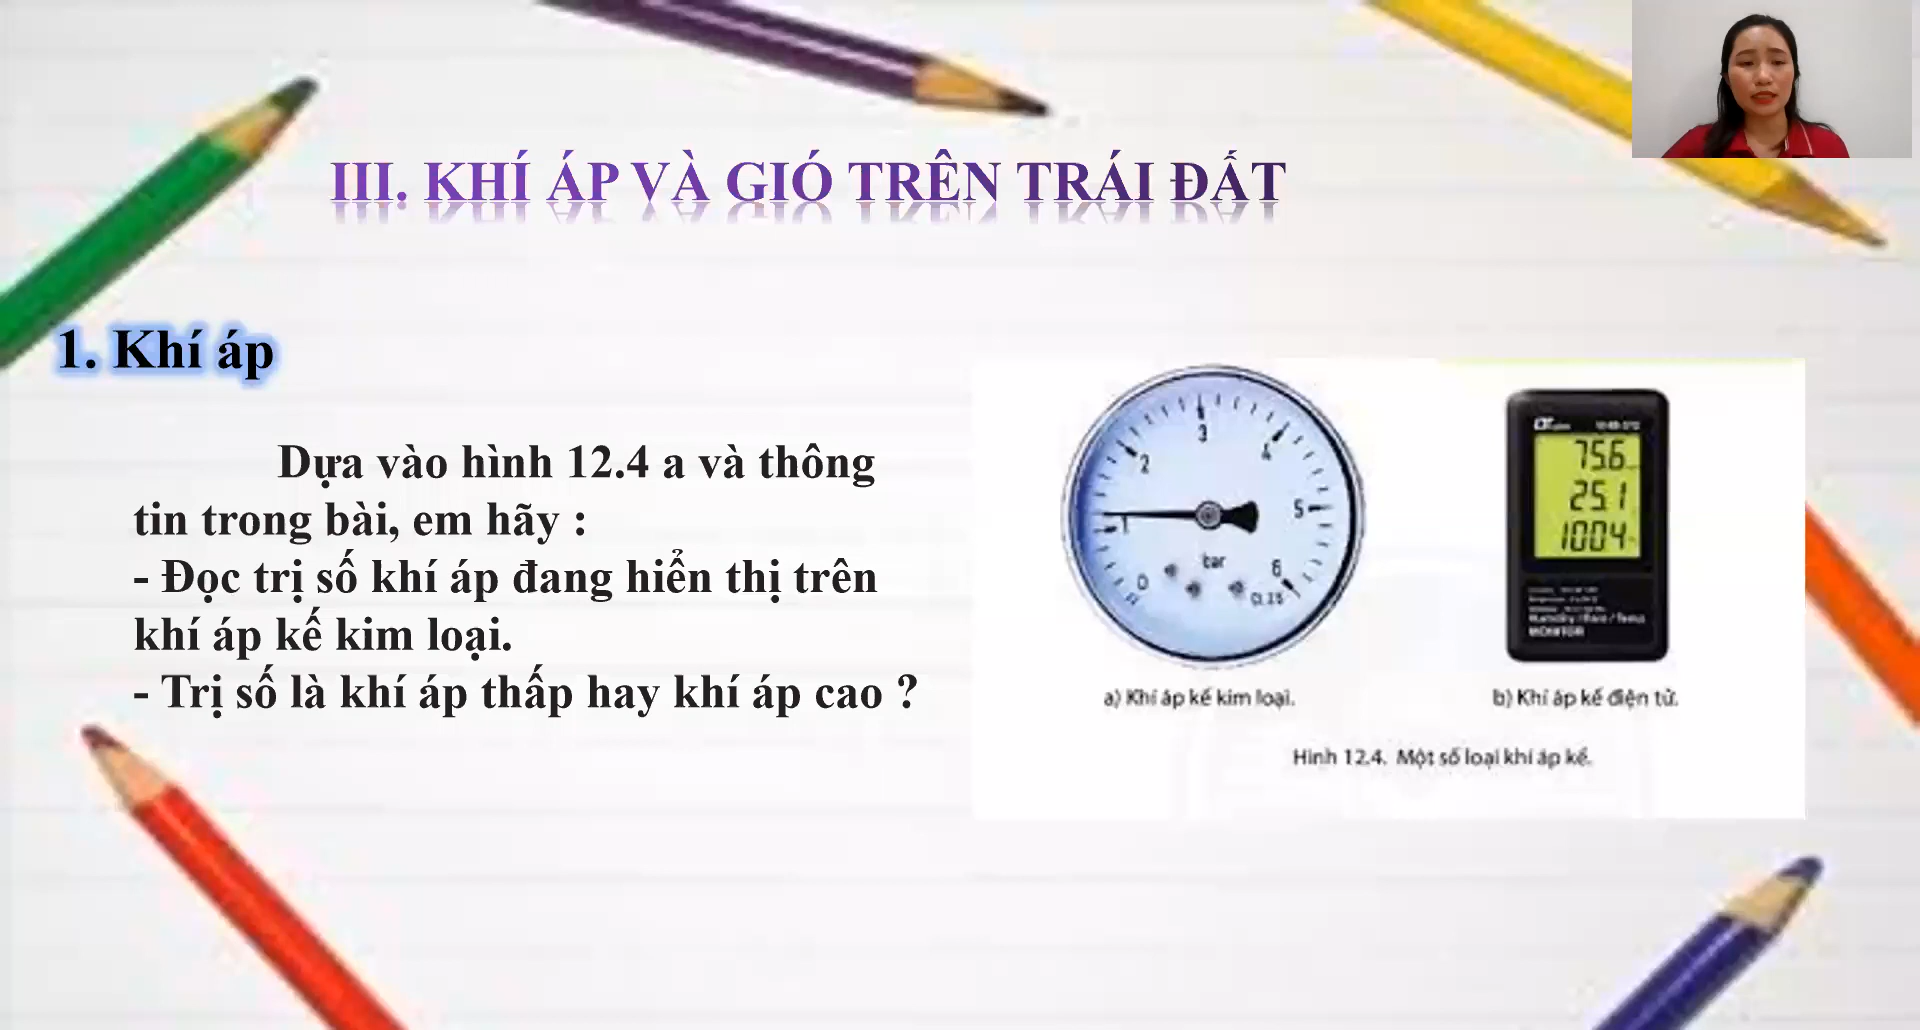 III. KHÍ ÁP VÀ GIÓ TRÊN TRÁI ĐẤT
1. Khí áp
Dựa vào hình 12.4 a và thông
tin trong bài, em hãy :
- Đọc trị số khí áp đang hiển thị trên
khí áp kế kim loại.
- Trị số là khí áp thấp hay khí áp cao ?
0
1
2
3
4
5
6
bar
75.6
25.1
1004
MONITOR
a) Khí áp kế kim loại.
b) Khí áp kế điện tử.
Hình 12.4. Một số loại khí áp kế.